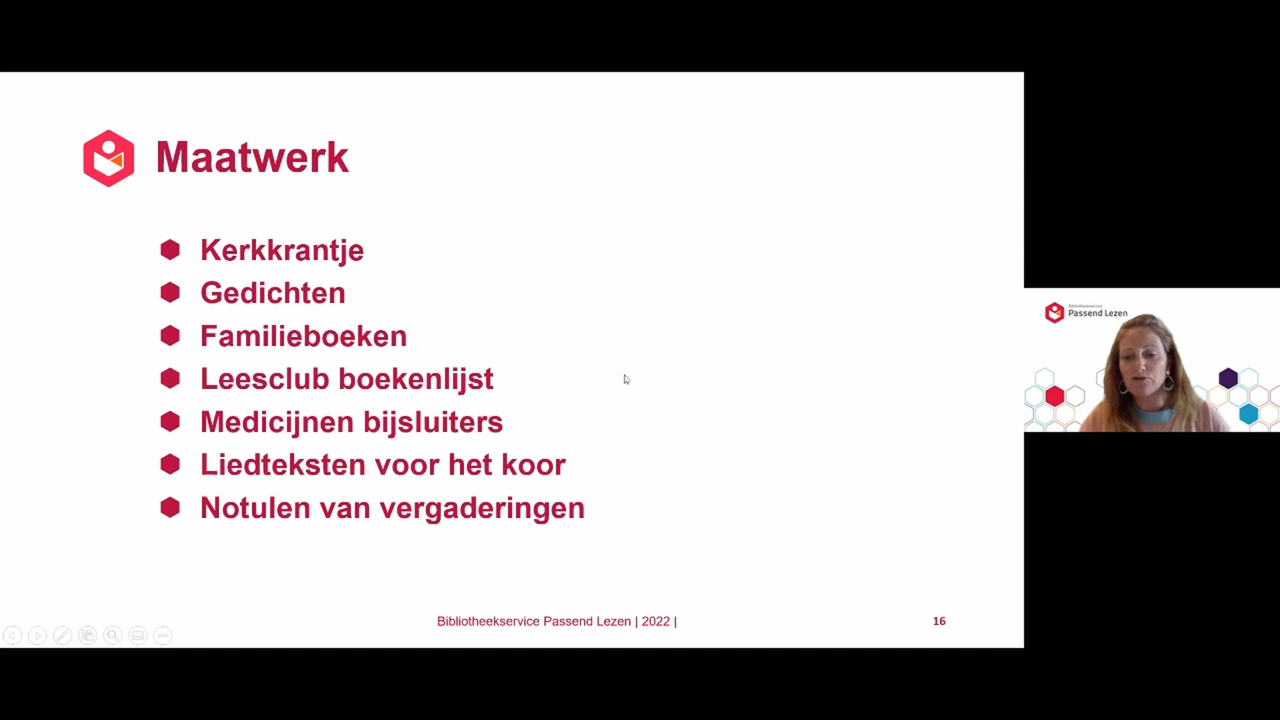 Maatwerk
Kerkkrantje
Gedichten
Familieboeken
Leesclub boekenlijst
Medicijnen bijsluiters
Liedteksten voor het koor
Notulen van vergaderingen
Bibliotheekservice Passend Lezen | 2022 |
16
Bibliotheekservice
Passend Lezen